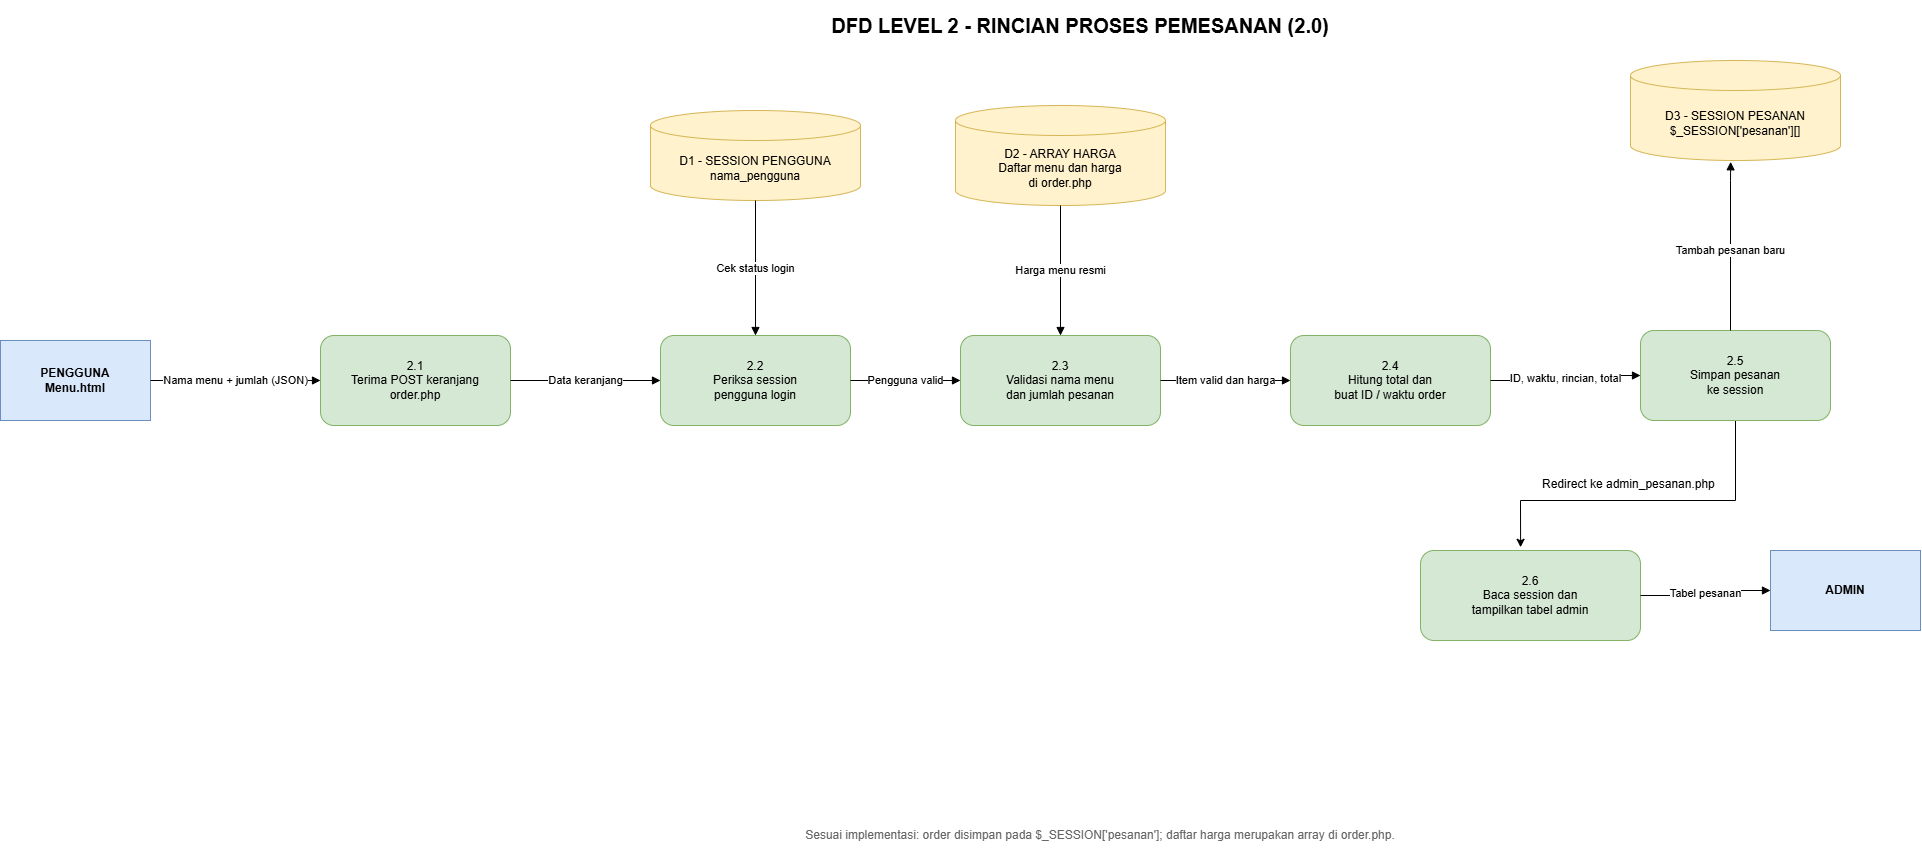 DFD LEVEL 2 - RINCIAN PROSES PEMESANAN (2.0)
D1 - SESSION PENGGUNA
nama_pengguna
D2 - ARRAY HARGA
Daftar menu dan harga
di order.php
D3 - SESSION PESANAN
$_SESSION['pesanan'][]
Cek status login
Harga menu resmi
Tambah pesanan baru
PENGGUNA
Menu.html
Nama menu + jumlah (JSON)
2.1
Terima POST keranjang
order.php
Data keranjang
2.2
Periksa session
pengguna login
Pengguna valid
2.3
Validasi nama menu
dan jumlah pesanan
Item valid dan harga
2.4
Hitung total dan
buat ID / waktu order
ID, waktu, rincian, total
2.5
Simpan pesanan
ke session
Redirect ke admin_pesanan.php
2.6
Baca session dan
tampilkan tabel admin
Tabel pesanan
ADMIN
Sesuai implementasi: order disimpan pada $_SESSION['pesanan']; daftar harga merupakan array di order.php.